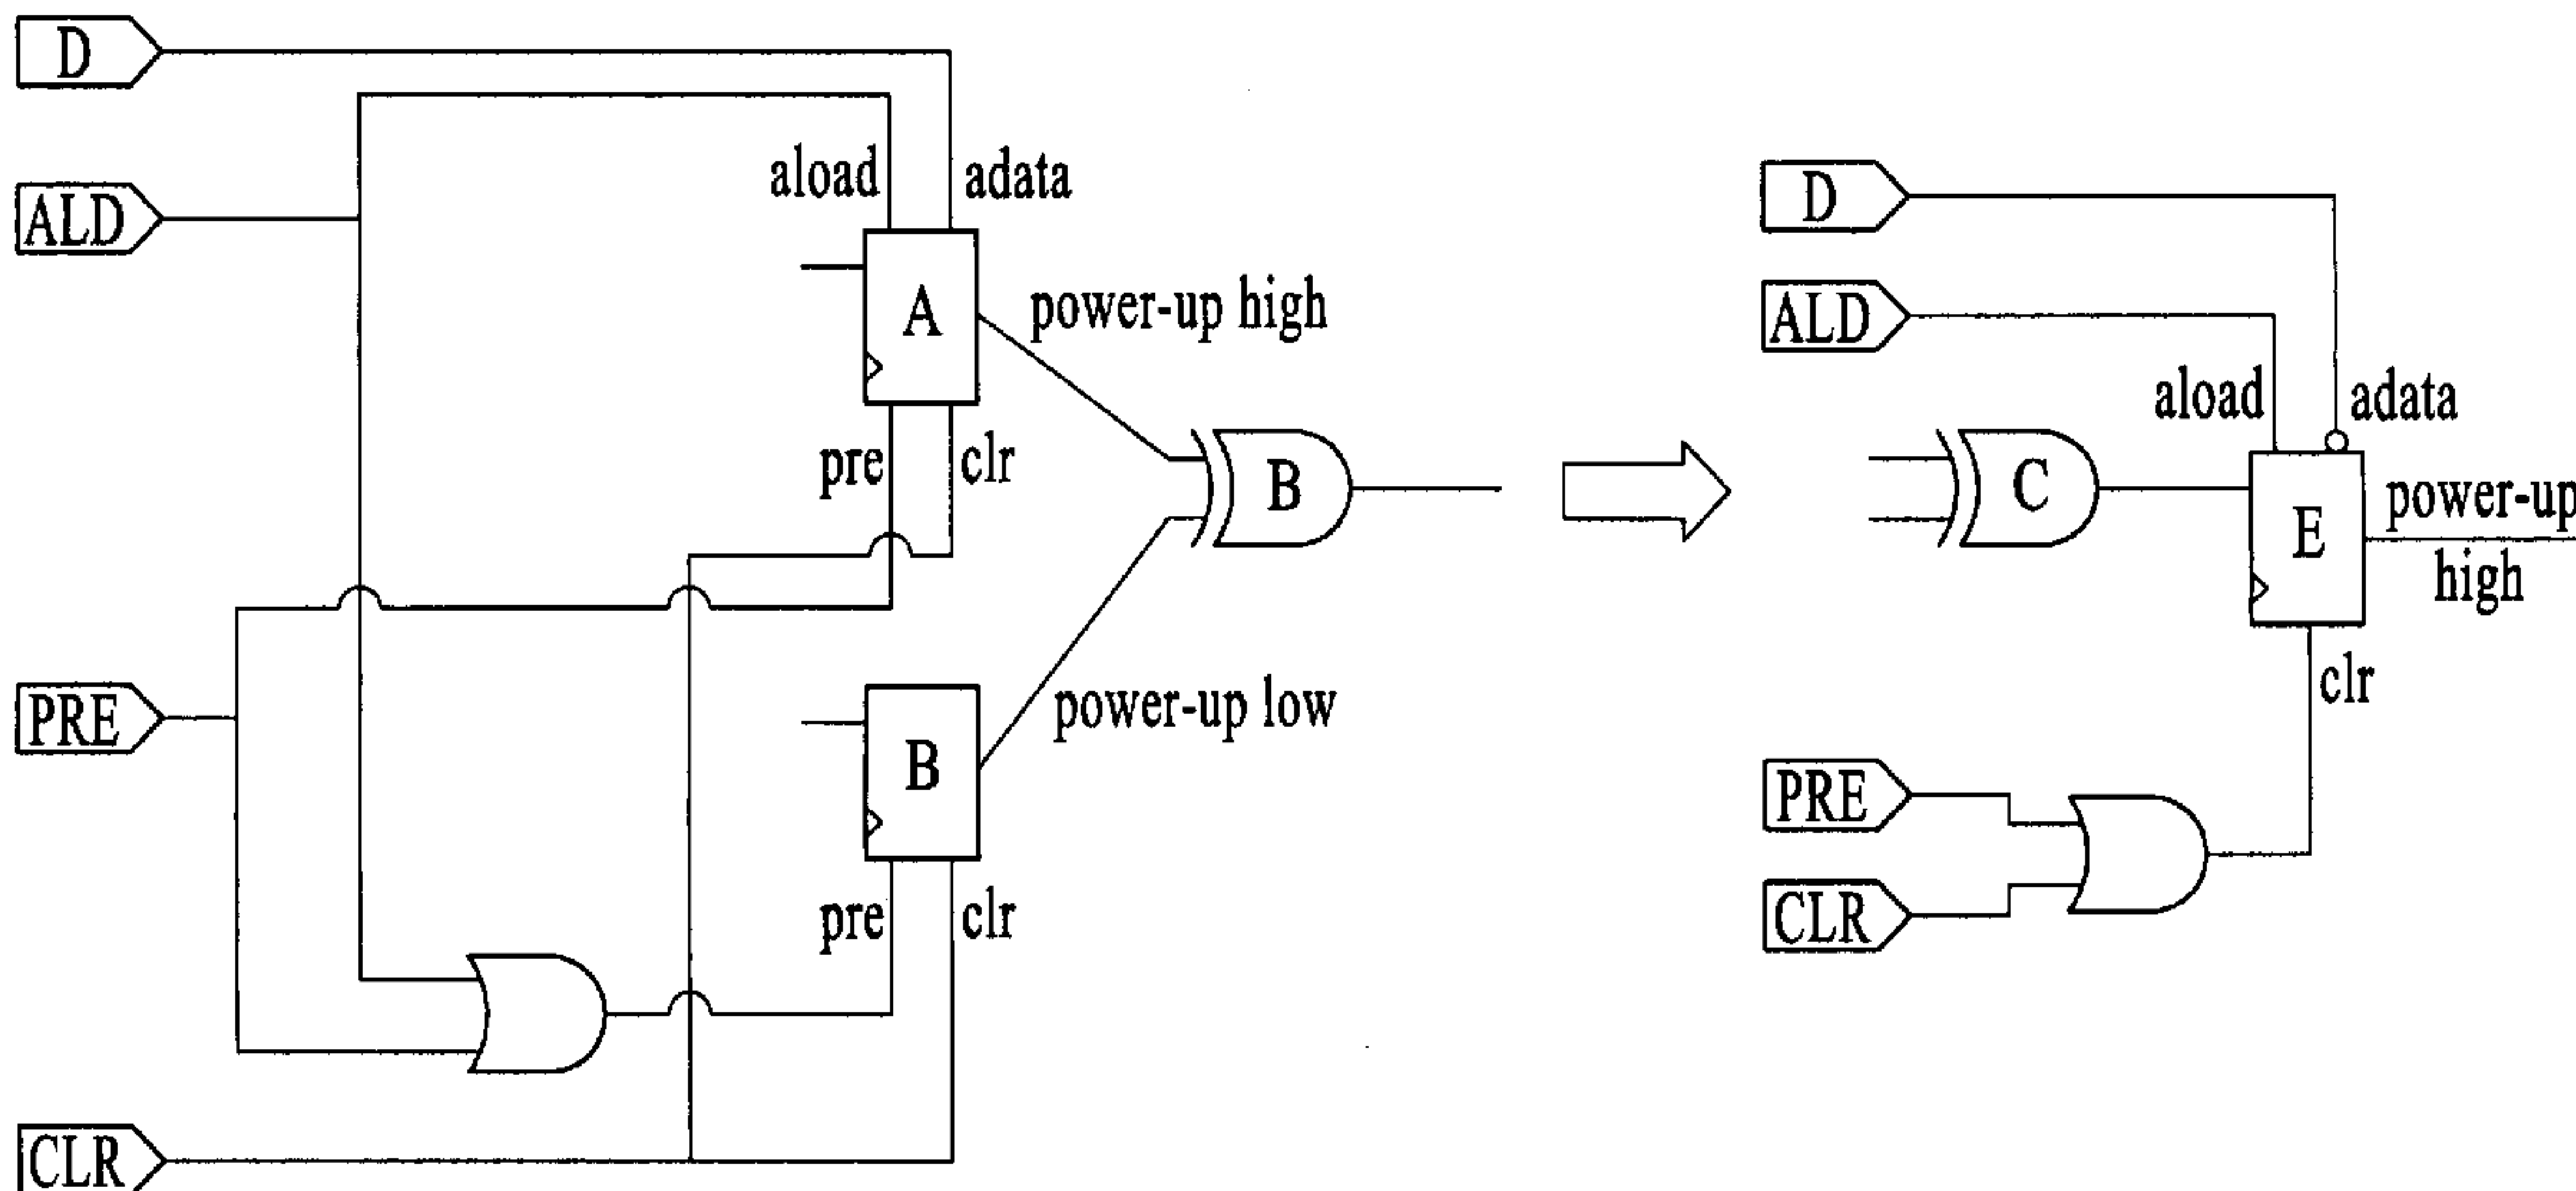 D
ALD
aload
adata
A
power-up high
pre
clr
B
PRE
B
power-up low
pre
clr
CLR
D
ALD
aload
adata
C
E
power-up
high
clr
PRE
CLR